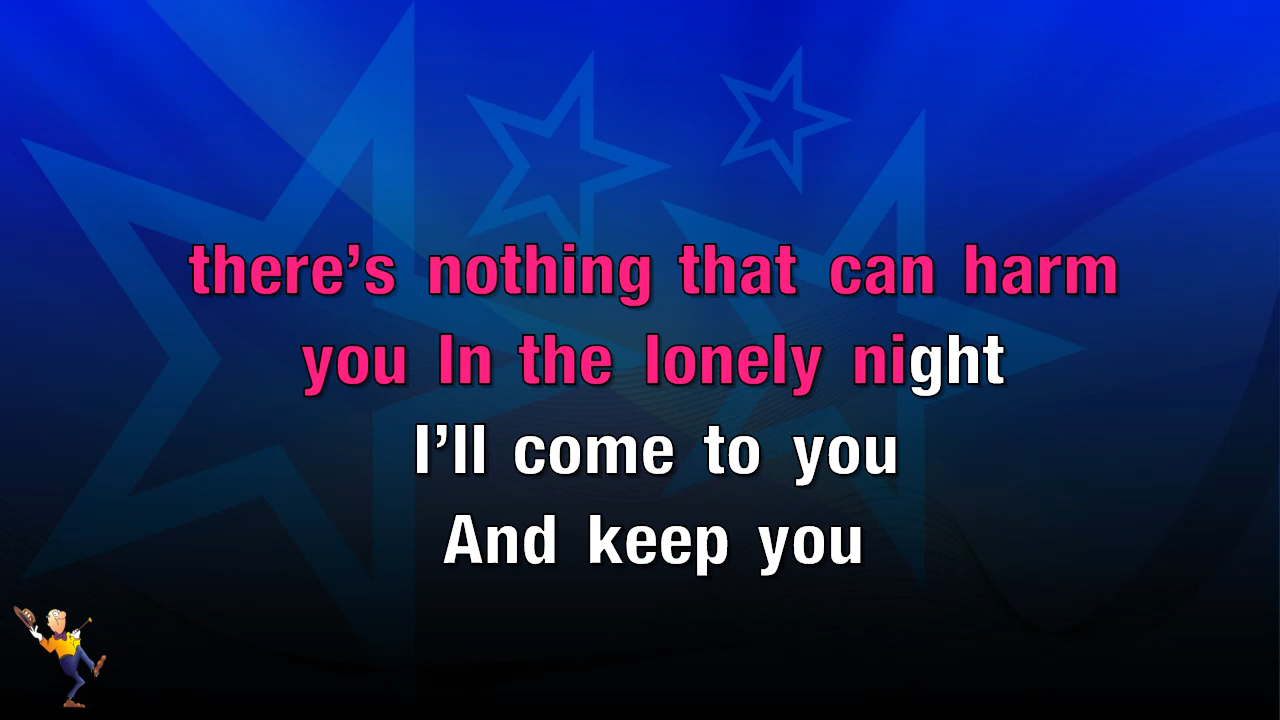 there’s nothing that can harm
you In the lonely night
I’ll come to you
And keep you